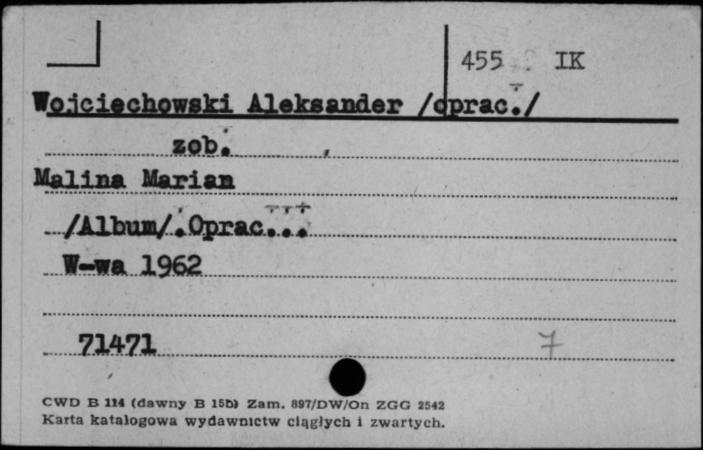 455 IK
Wojciechowski Aleksander /oprac./
zob.
Malina Marian
/Album/.Oprac...
W-wa 1962
71471 7
CWD B 114 (dawny B 15b) Zam. 897/DW/On ZGG 2542
Karta katalogowa wydawnictw ciągłych i zwartych.